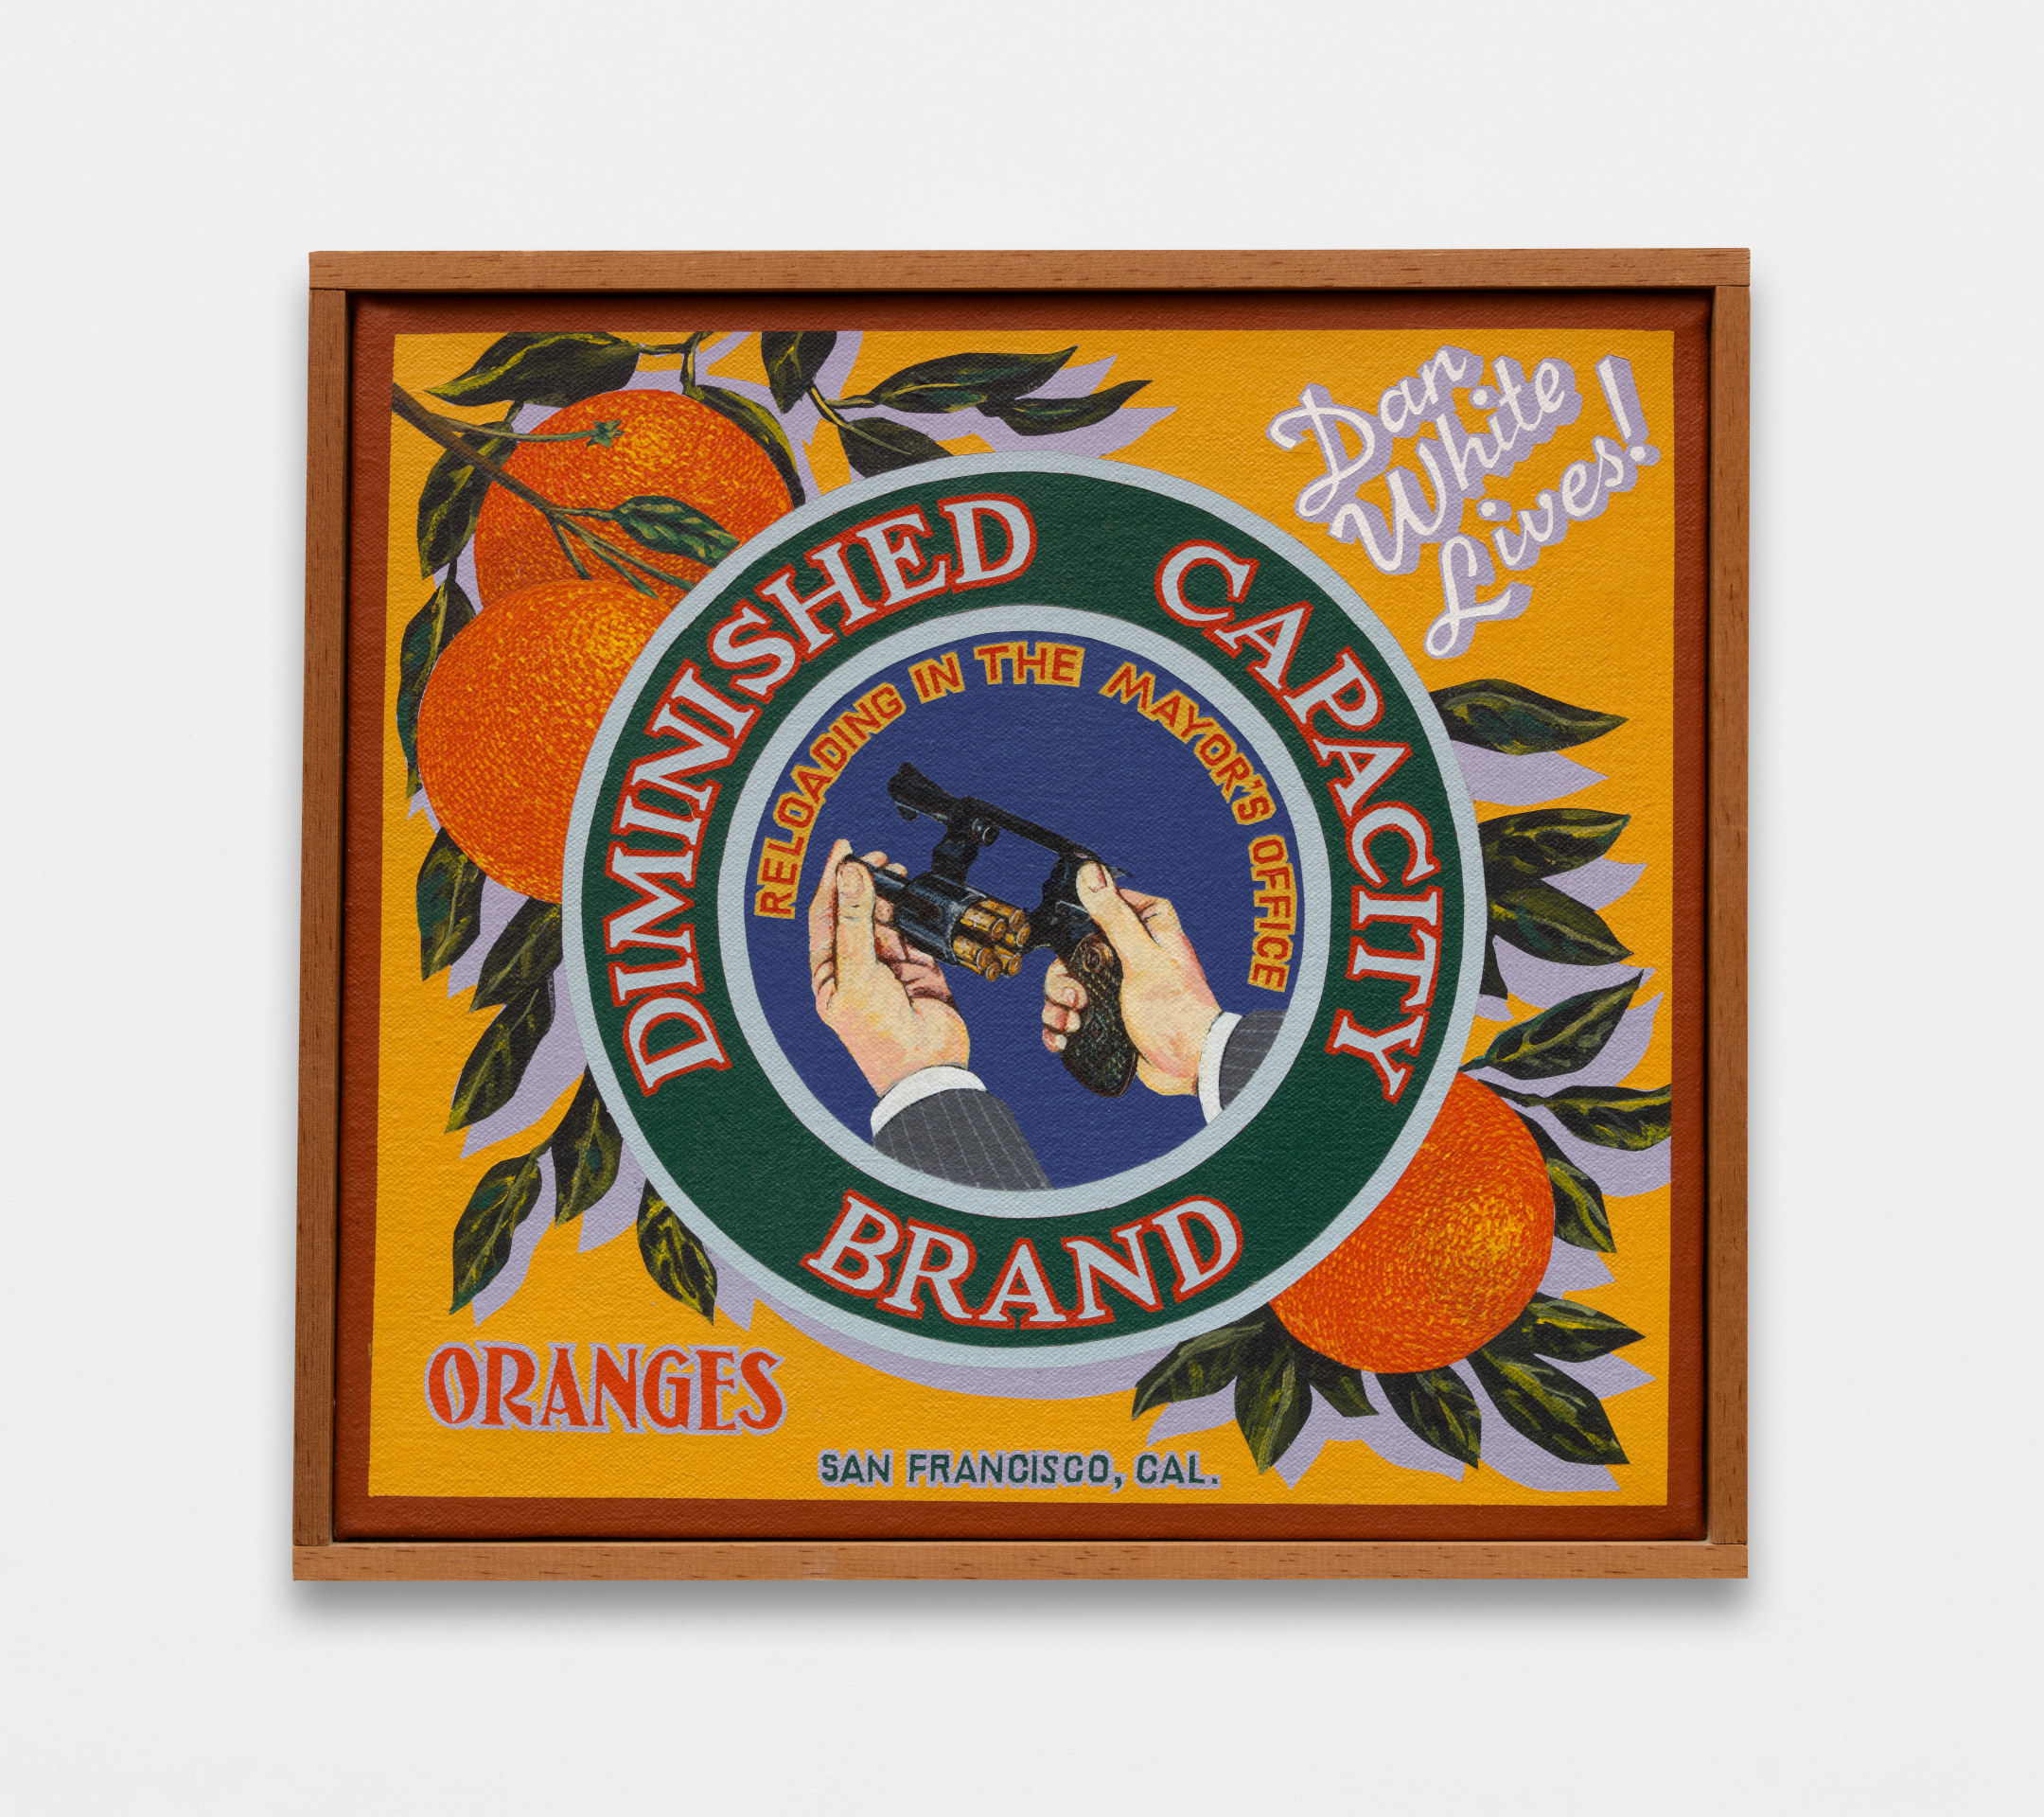 Dan
White
Lives!
DIMINISHED CAPACITY
RELOADING IN THE MAYOR'S OFFICE
BRAND
ORANGES
SAN FRANCISCO, CAL.